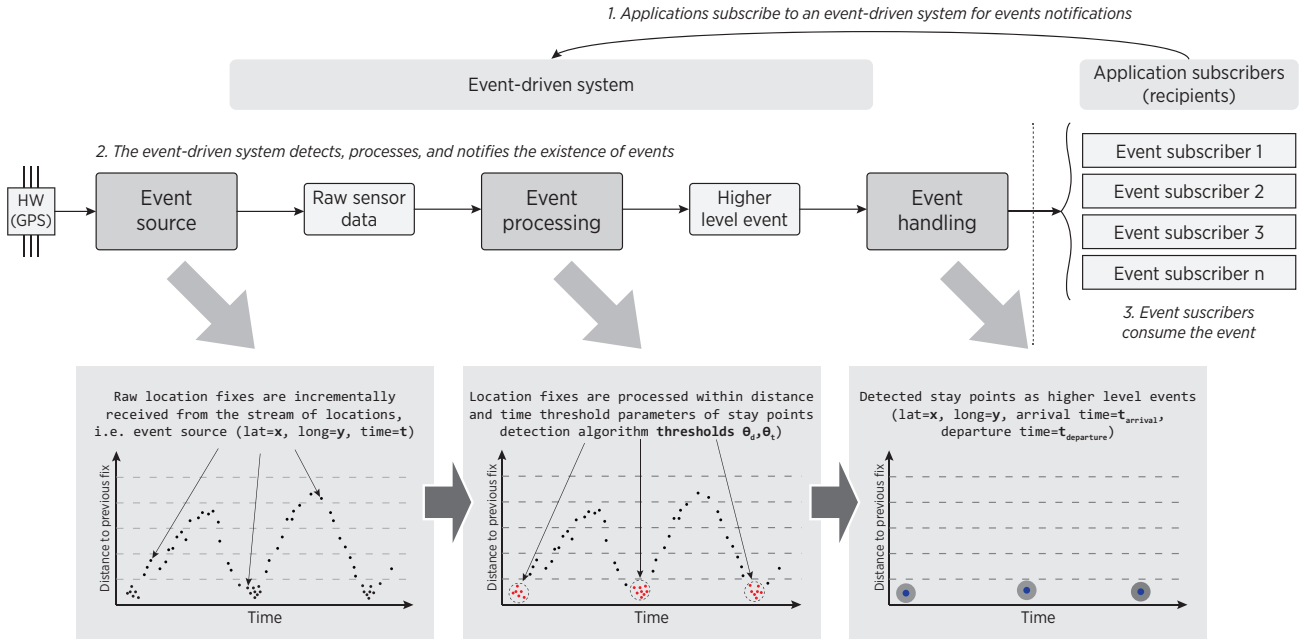 1. Applications subscribe to an event-driven system for events notifications
Event-driven system
Application subscribers
(recipients)
2. The event-driven system detects, processes, and notifies the existence of events
HW
(GPS)
Event
source
Raw sensor
data
Event
processing
Higher
level event
Event
handling
Event subscriber 1
Event subscriber 2
Event subscriber 3
Event subscriber n
3. Event suscribers
consume the event
Raw location fixes are incrementally
received from the stream of locations,
i.e. event source (lat=x, long=y, time=t)
Distance to previous fix
Time
Location fixes are processed within distance
and time threshold parameters of stay points
detection algorithm thresholds θd,θt)
Distance to previous fix
Time
Detected stay points as higher level events
(lat=x, long=y, arrival time=tarrival,
departure time=tdeparture)
Distance to previous fix
Time